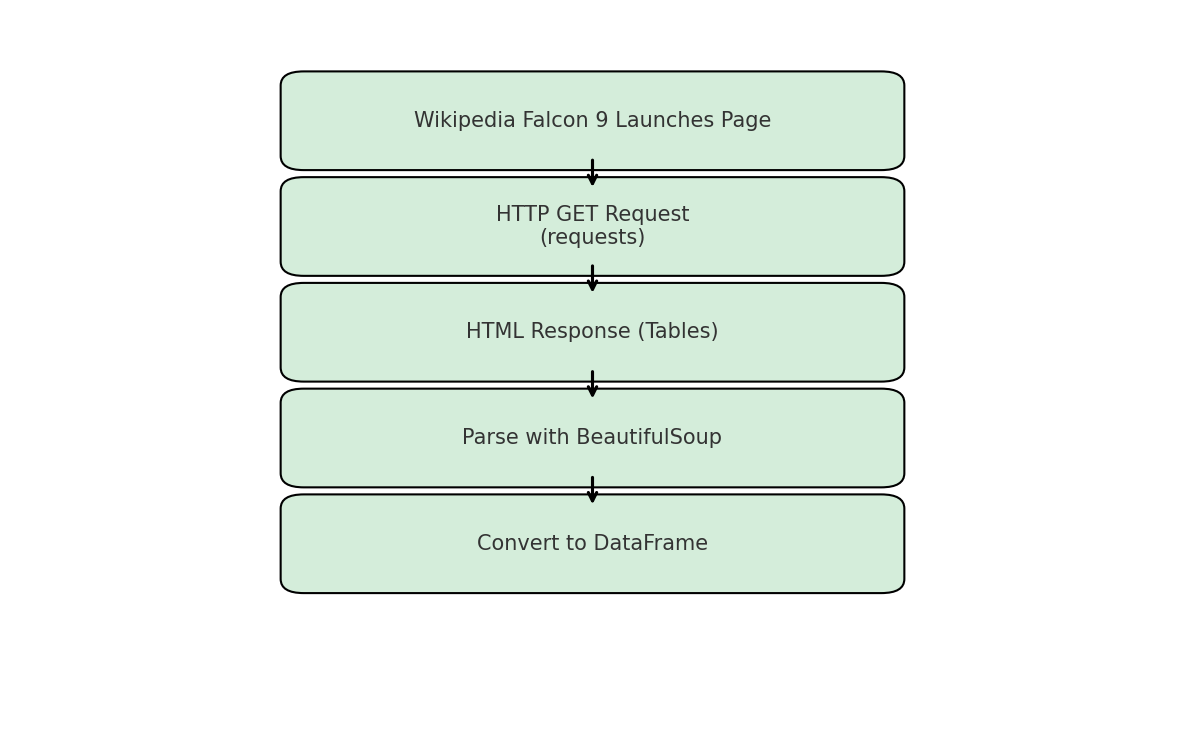 Wikipedia Falcon 9 Launches Page
HTTP GET Request
(requests)
HTML Response (Tables)
Parse with BeautifulSoup
Convert to DataFrame